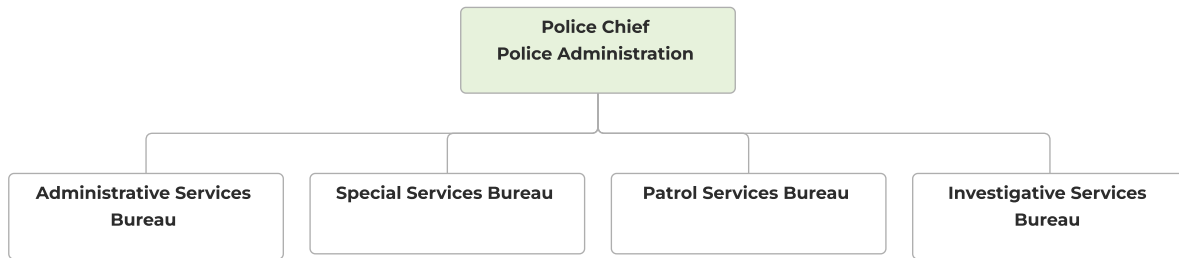 Police Chief
Police Administration
Administrative Services
Bureau
Special Services Bureau
Patrol Services Bureau
Investigative Services
Bureau